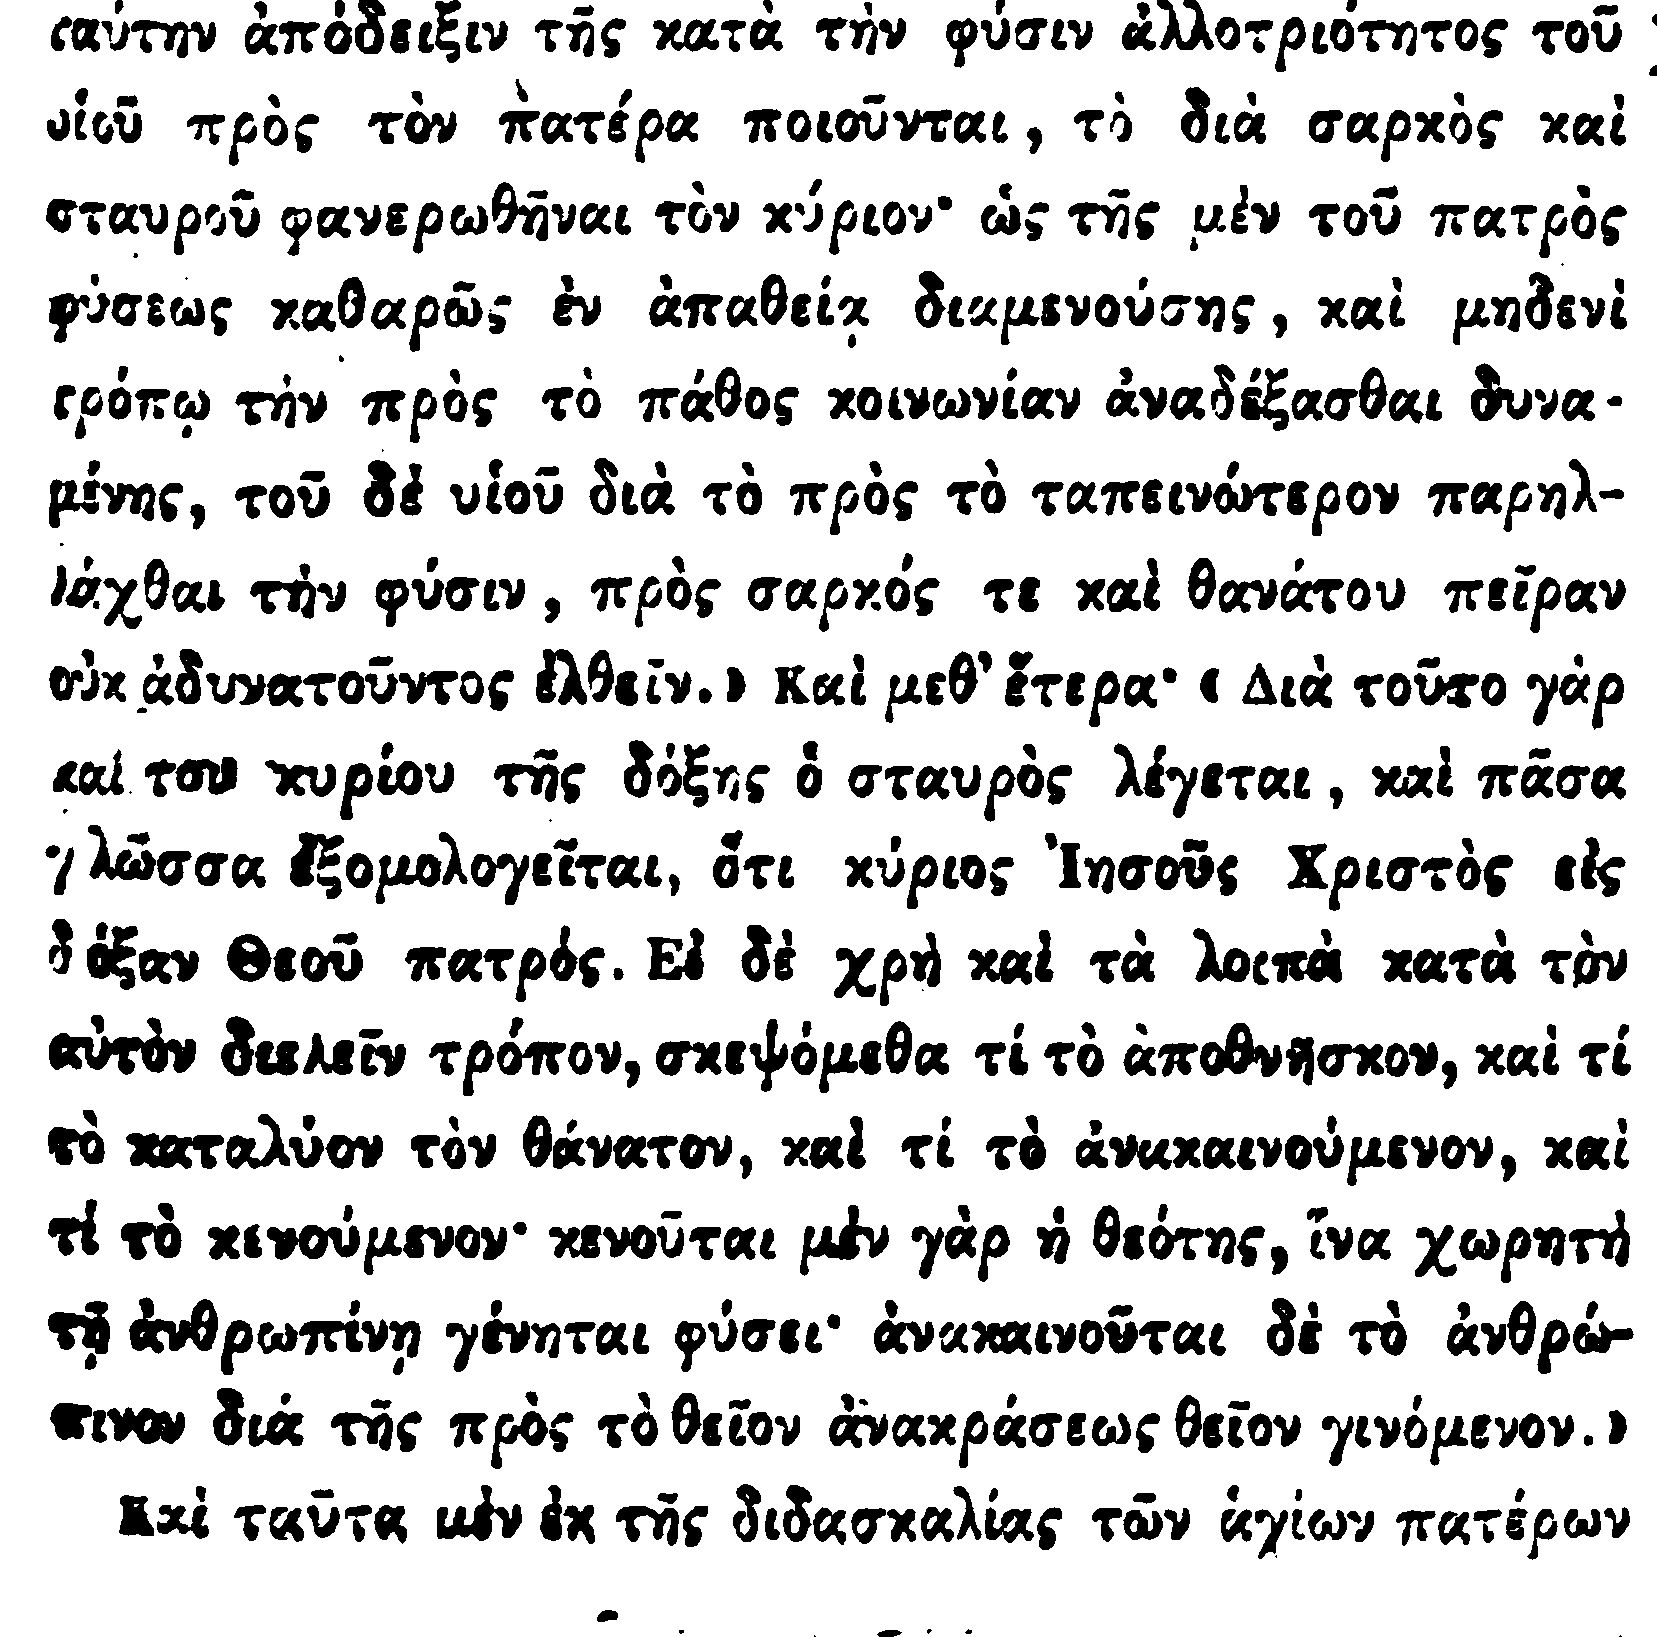 ταύτην ἀπόδειξιν τῆς κατὰ τὴν φύσιν ἀλλοτριότητος τοῦ
υἱοῦ πρὸς τὸν πατέρα ποιοῦνται, τὸ διὰ σαρκὸς καὶ
σταυροῦ φανερωθῆναι τὸν κύριον· ὡς τῆς μὲν τοῦ πατρὸς
φύσεως καθαρῶς ἐν ἀπαθείᾳ διαμενούσης, καὶ μηδενὶ
τρόπῳ τὴν πρὸς τὸ πάθος κοινωνίαν ἀναδέξασθαι δυνα-
μένης, τοῦ δὲ υἱοῦ διὰ τὸ πρὸς τὸ ταπεινώτερον παρηλ-
λάχθαι τὴν φύσιν, πρὸς σαρκός τε καὶ θανάτου πεῖραν
οὐκ ἀδυνατοῦντος ἐλθεῖν.» Καὶ μεθ’ ἕτερα· « Διὰ τοῦτο γὰρ
καὶ τοῦ κυρίου τῆς δόξης ὁ σταυρὸς λέγεται, καὶ πᾶσα
γλῶσσα ἐξομολογεῖται, ὅτι κύριος Ἰησοῦς Χριστὸς εἰς
δόξαν Θεοῦ πατρός. Εἰ δὲ χρὴ καὶ τὰ λοιπὰ κατὰ τὸν
αὐτὸν διελεῖν τρόπον, σκεψόμεθα τί τὸ ἀποθνῆσκον, καὶ τί
τὸ καταλύον τὸν θάνατον, καὶ τί τὸ ἀνακαινούμενον, καὶ
τί τὸ κενούμενον· κενοῦται μὲν γὰρ ἡ θεότης, ἵνα χωρητὴ
τῇ ἀνθρωπίνῃ γένηται φύσει· ἀνακαινοῦται δὲ τὸ ἀνθρώ-
πινον διὰ τῆς πρὸς τὸ θεῖον ἀνακράσεως θεῖον γινόμενον.»
Καὶ ταῦτα μὲν ἐκ τῆς διδασκαλίας τῶν ἁγίων πατέρων